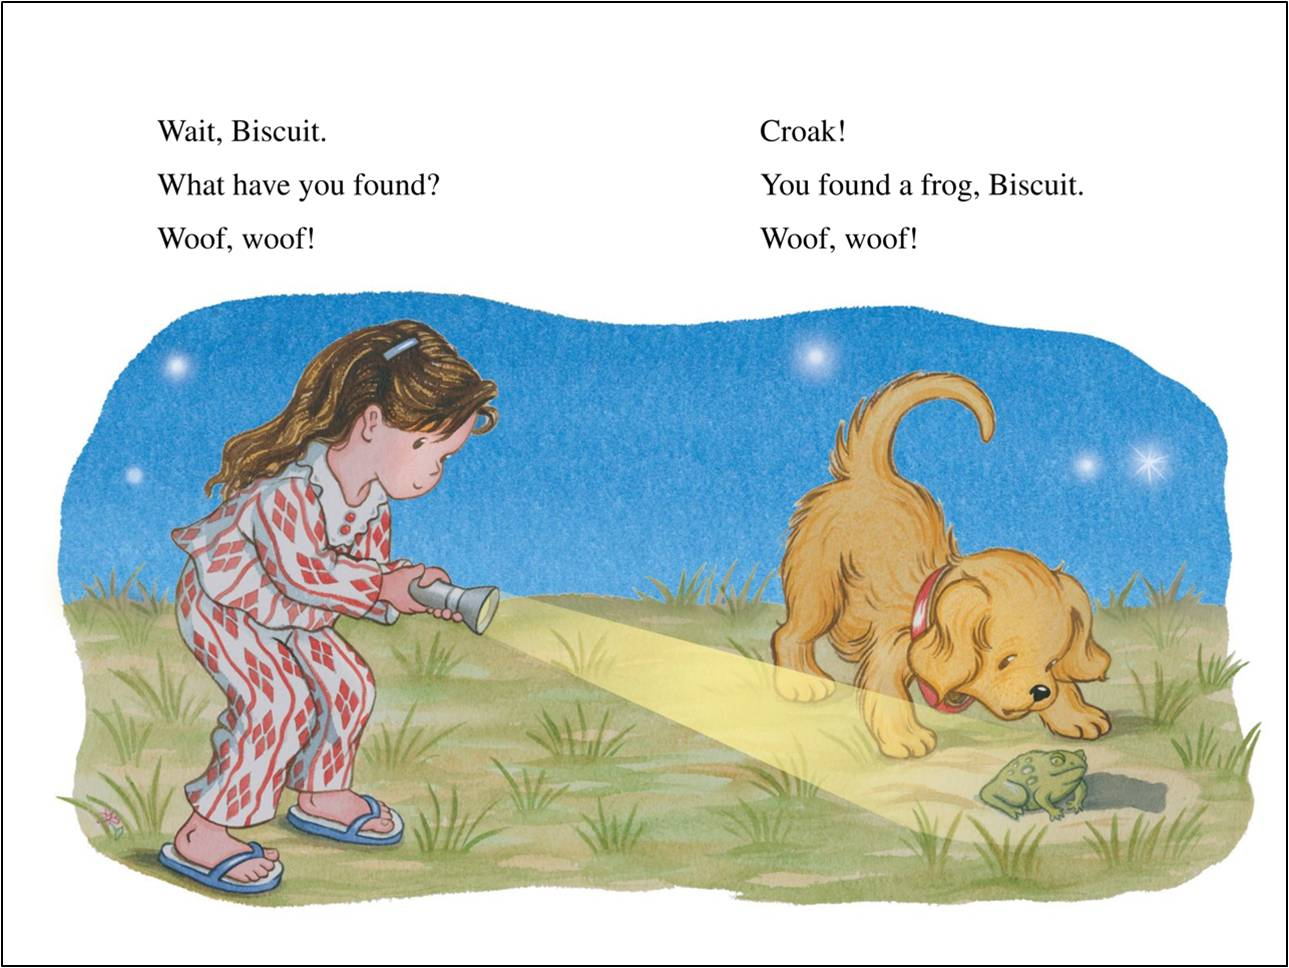 Wait, Biscuit.
What have you found?
Woof, woof!
Croak!
You found a frog, Biscuit.
Woof, woof!